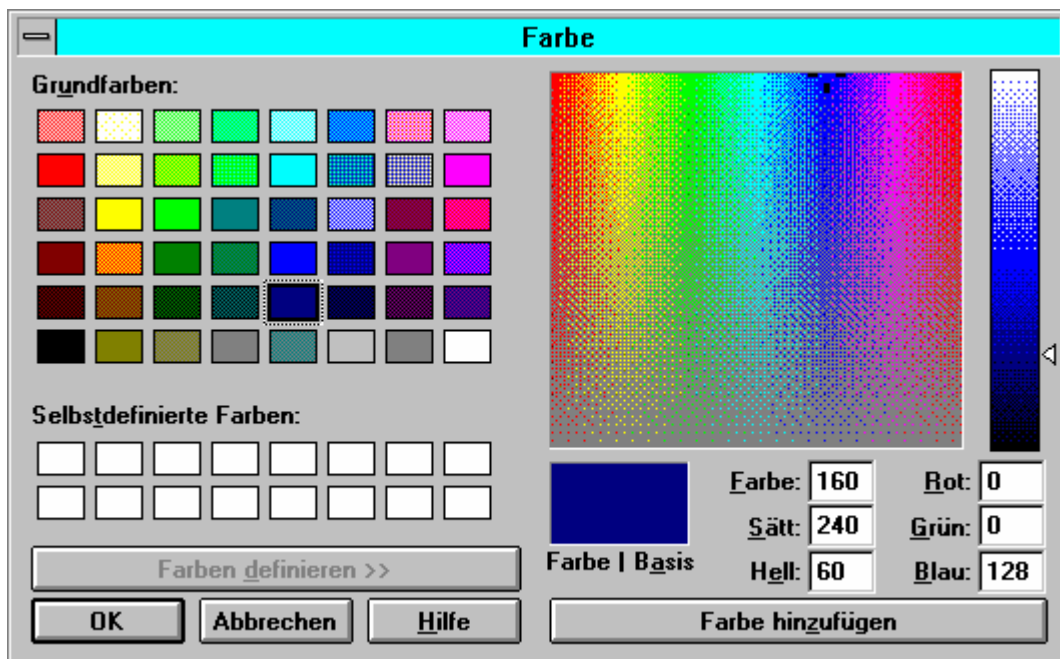 Farbe
Grundfarben:
Selbstdefinierte Farben:
Farben definieren >>
OK Abbrechen Hilfe
Farbe | Basis
Farbe: 160 Rot: 0
Sätt: 240 Grün: 0
Hell: 60 Blau: 128
Farbe hinzufügen